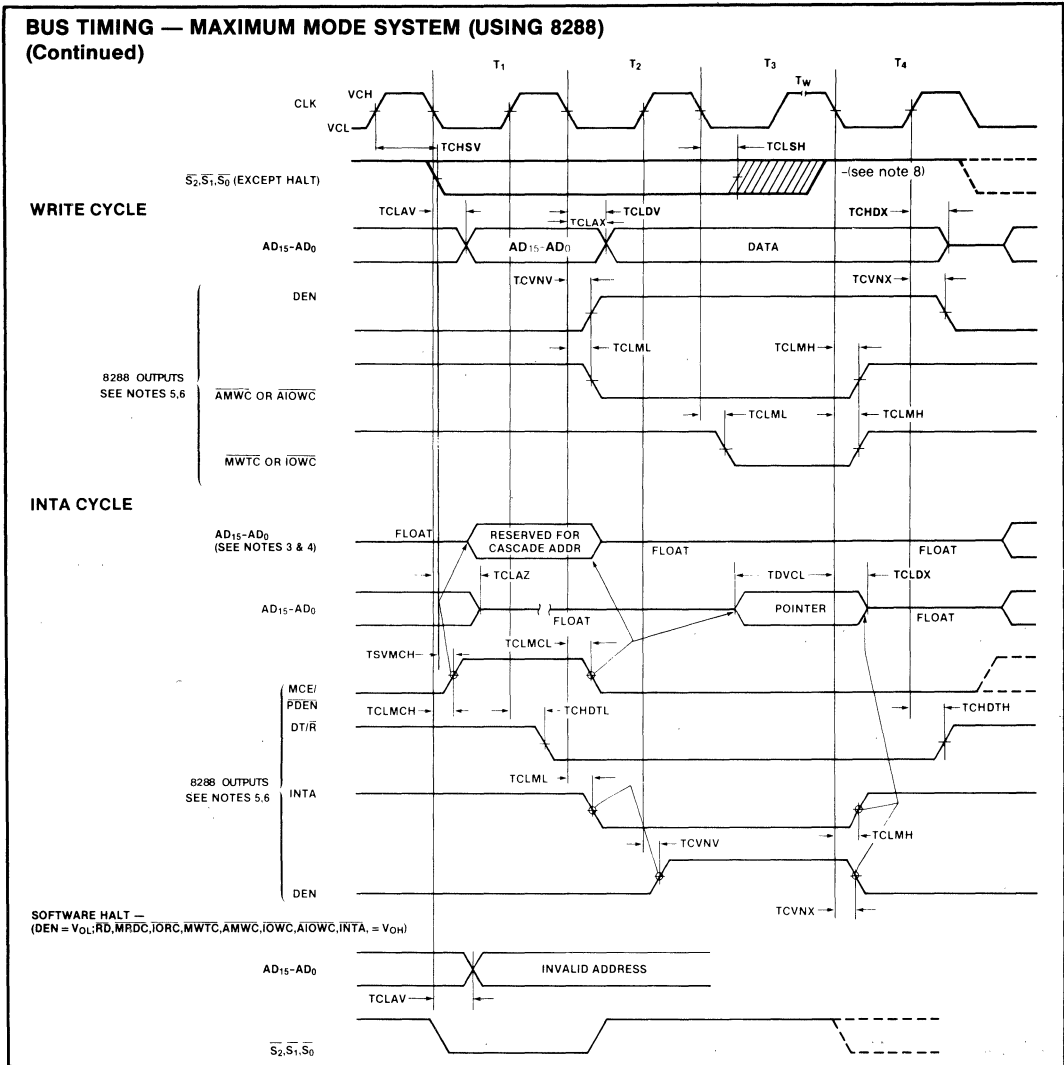 BUS TIMING — MAXIMUM MODE SYSTEM (USING 8288)
(Continued)
T1 T2 T3 T4
TW
VCH
CLK
VCL
TCHSV
TCLSH
S2,S1,S0 (EXCEPT HALT)
-(see note 8)
WRITE CYCLE
TCLAV TCLDV TCHDX
TCLAX
AD15-AD0 AD15-AD0 DATA
TCVNV TCVNX
DEN
TCLML TCLMH
8288 OUTPUTS
SEE NOTES 5,6
AMWC OR AIOWC
TCLML TCLMH
MWTC OR IOWC
INTA CYCLE
AD15-AD0
(SEE NOTES 3 & 4)
FLOAT RESERVED FOR
CASCADE ADDR
FLOAT FLOAT
TCLAZ TDVCL TCLDX
AD15-AD0 FLOAT POINTER FLOAT
TSVMCH TCLMCL
MCE/
PDEN
TCLMCH TCHDTL TCHDTH
DT/R
TCLML
8288 OUTPUTS
SEE NOTES 5,6
INTA
TCLMH
TCVNV
DEN
TCVNX
SOFTWARE HALT —
(DEN = VOL;RD,MRDC,IORC,MWTC,AMWC,IOWC,AIOWC,INTA, = VOH)
AD15-AD0 INVALID ADDRESS
TCLAV
S2,S1,S0